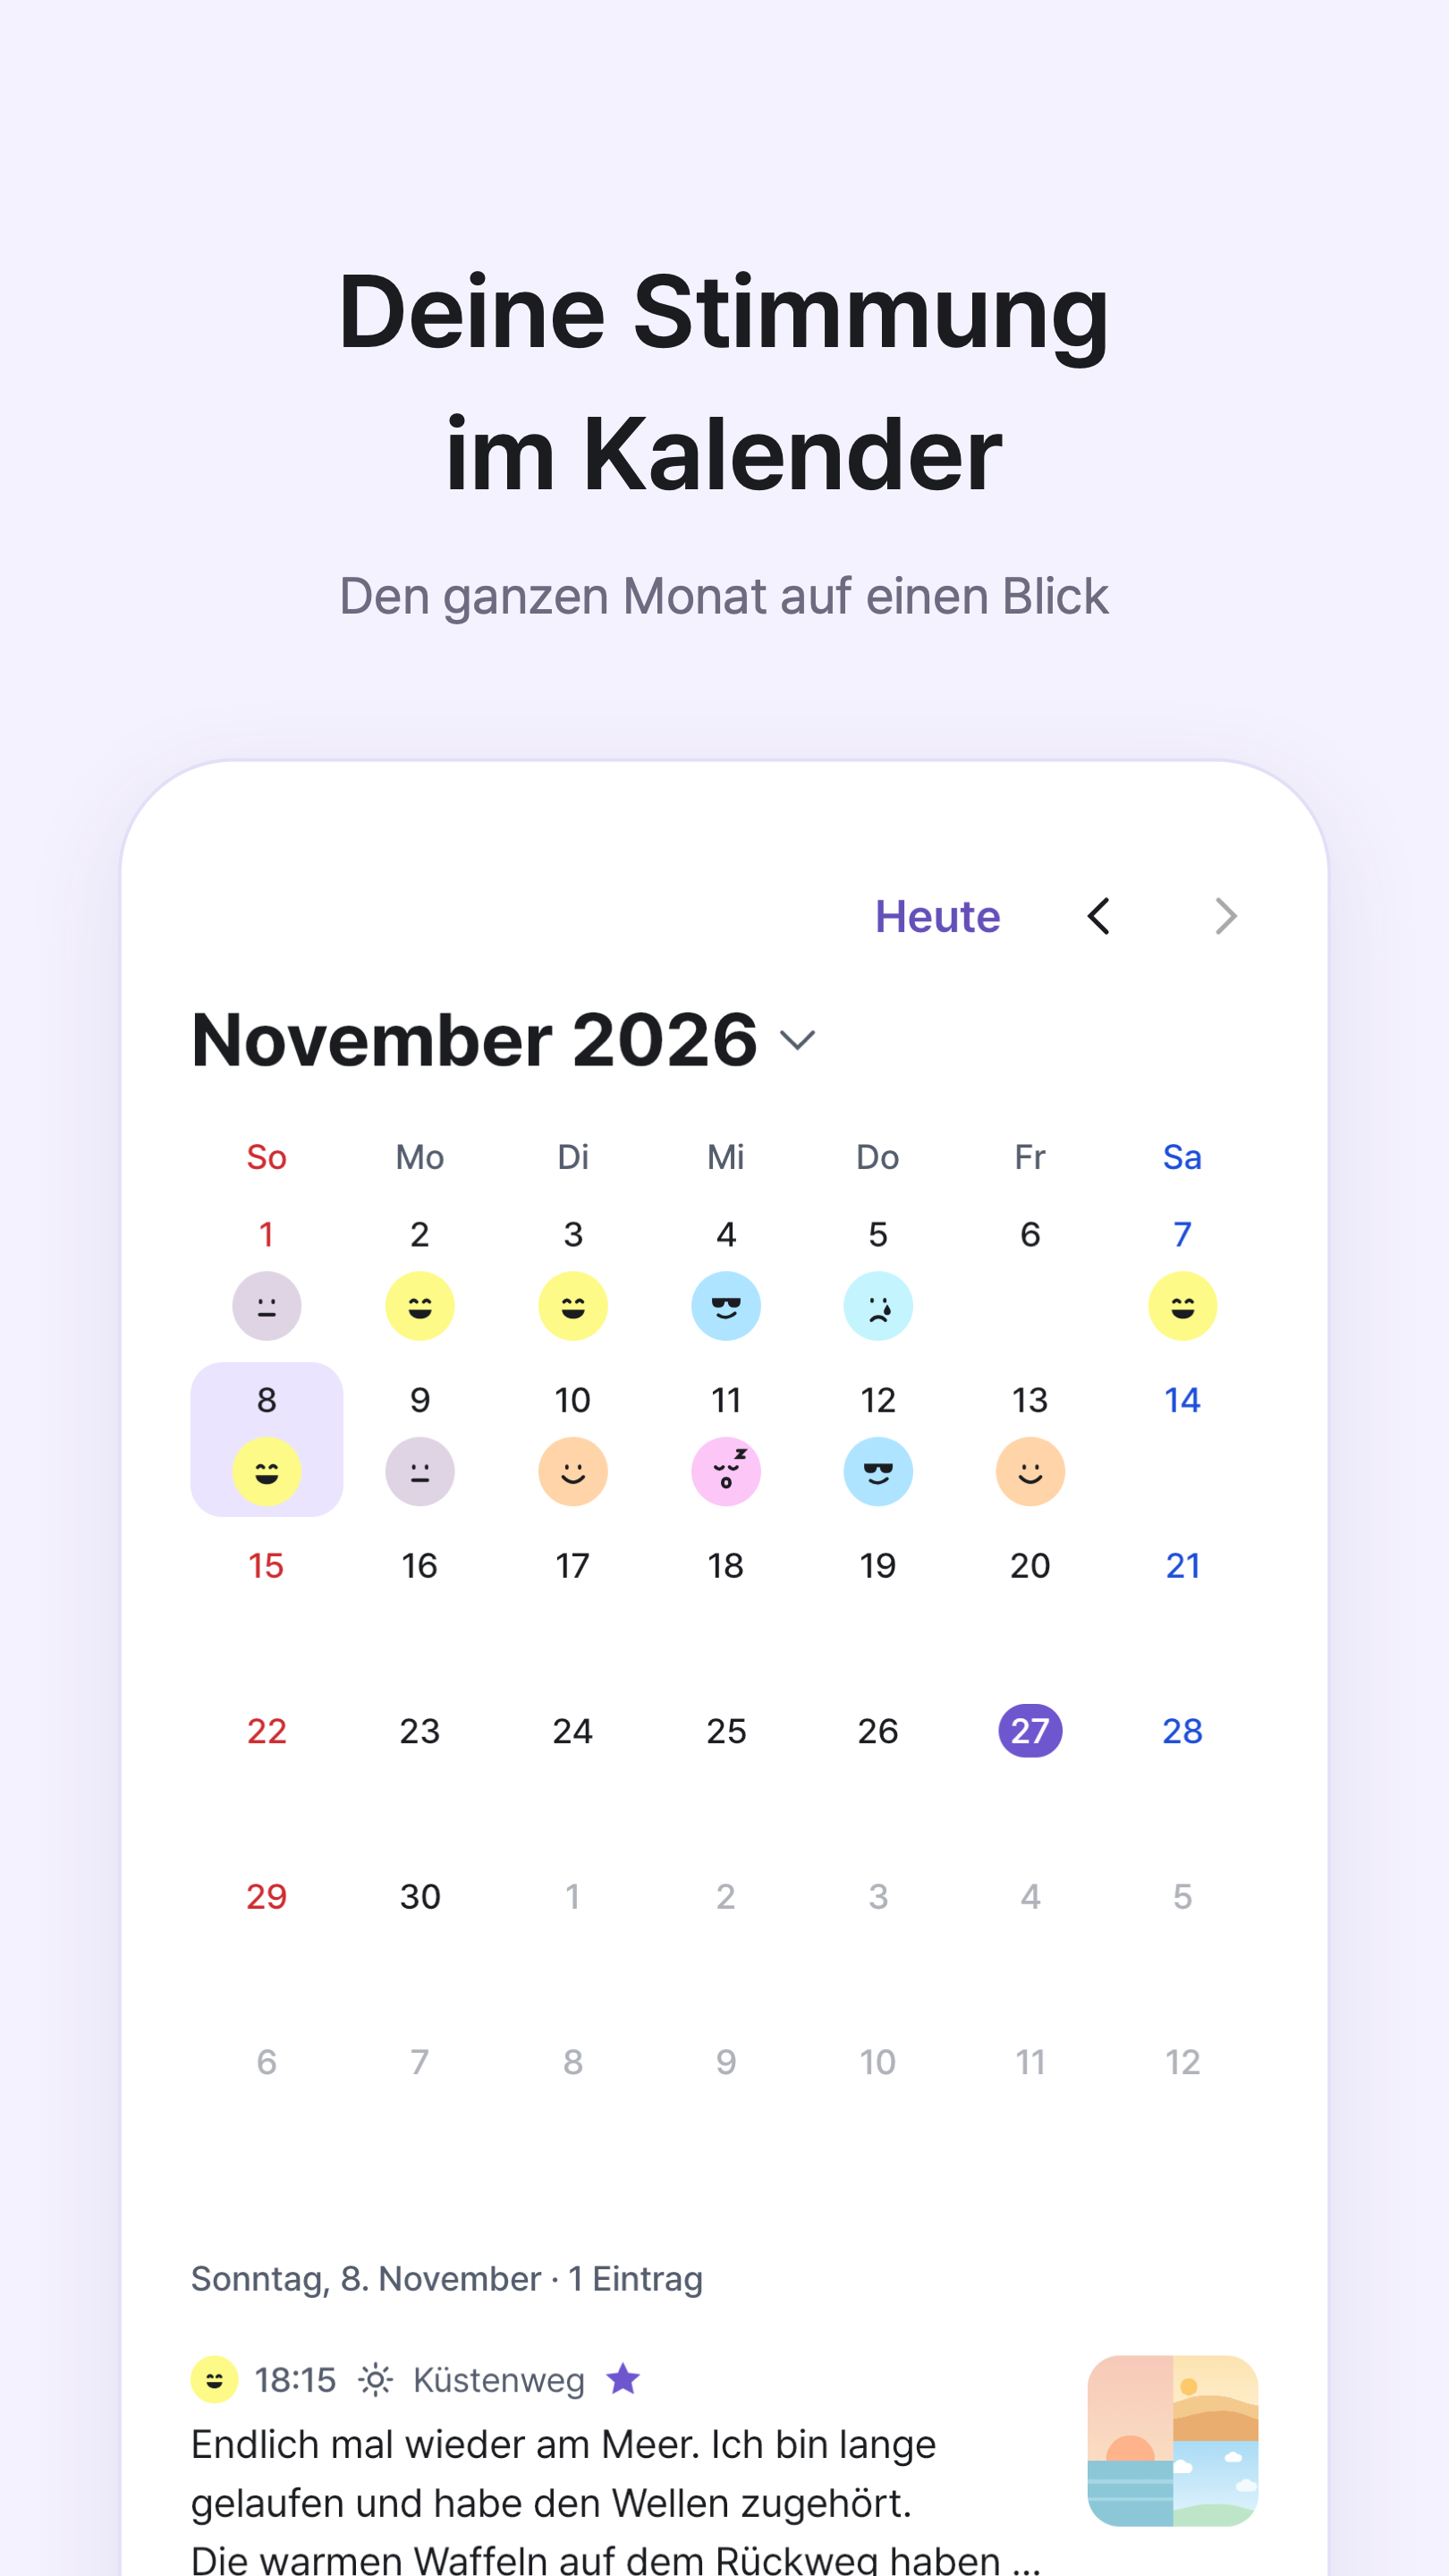 Deine Stimmung
im Kalender
Den ganzen Monat auf einen Blick
Heute
November 2026
So Mo Di Mi Do Fr Sa
1 2 3 4 5 6 7
8 9 10 11 12 13 14
15 16 17 18 19 20 21
22 23 24 25 26 27 28
29 30 1 2 3 4 5
6 7 8 9 10 11 12
Sonntag, 8. November · 1 Eintrag
18:15 Küstenweg
Endlich mal wieder am Meer. Ich bin lange
gelaufen und habe den Wellen zugehört.
Die warmen Waffeln auf dem Rückweg haben ...